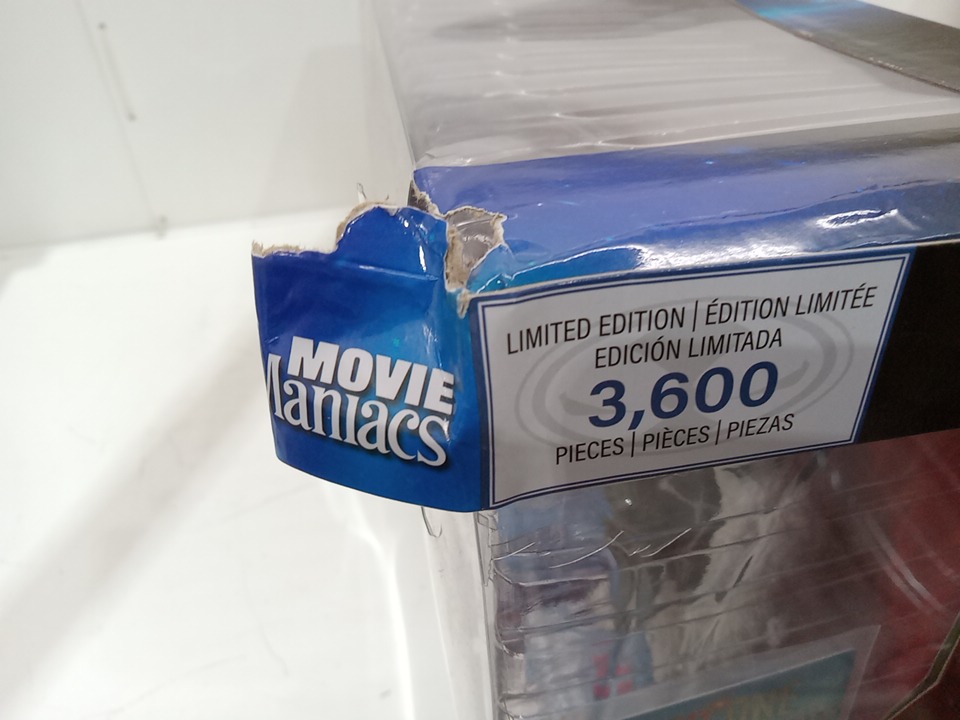 MOVIE
Maniacs
LIMITED EDITION | ÉDITION LIMITÉE
EDICIÓN LIMITADA
3,600
PIECES | PIÈCES | PIEZAS